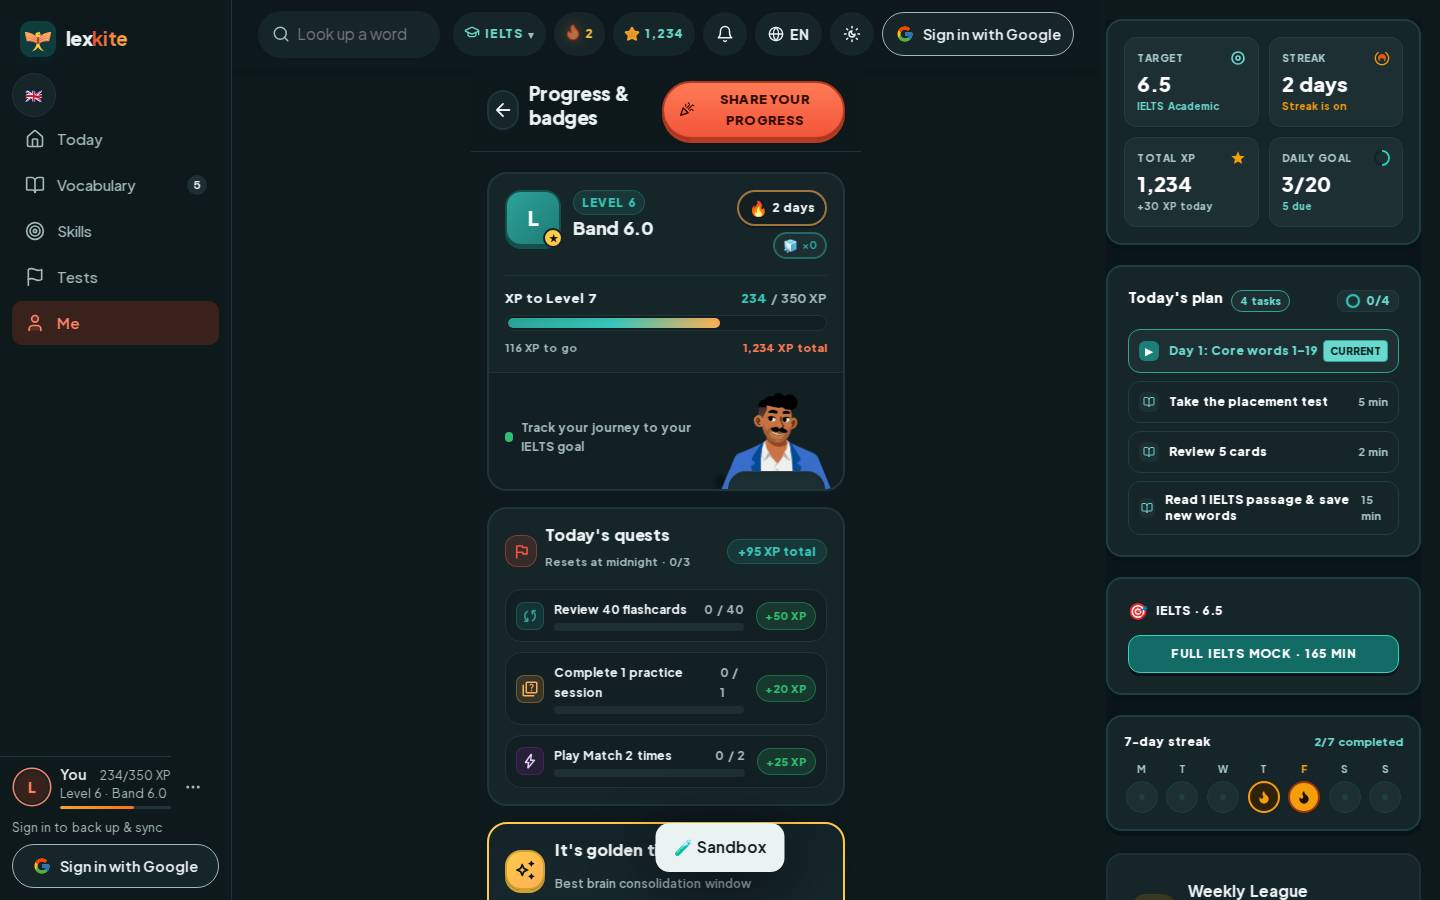 lexkite
Today
Vocabulary 5
Skills
Tests
Me
L
You 234/350 XP
Level 6 · Band 6.0
Sign in to back up & sync
Sign in with Google
Look up a word
IELTS ▾
2
1,234
EN
Sign in with Google
Progress &
badges
SHARE YOUR
PROGRESS
L
LEVEL 6
Band 6.0
2 days
×0
XP to Level 7 234 / 350 XP
116 XP to go 1,234 XP total
Track your journey to your
IELTS goal
Today's quests
Resets at midnight · 0/3
+95 XP total
Review 40 flashcards 0 / 40
+50 XP
Complete 1 practice
session
0 /
1
+20 XP
Play Match 2 times 0 / 2
+25 XP
It's golden t
Best brain consolidation window
Sandbox
TARGET
6.5
IELTS Academic
STREAK
2 days
Streak is on
TOTAL XP
1,234
+30 XP today
DAILY GOAL
3/20
5 due
Today's plan 4 tasks 0/4
Day 1: Core words 1–19 CURRENT
Take the placement test 5 min
Review 5 cards 2 min
Read 1 IELTS passage & save
new words
15
min
IELTS · 6.5
FULL IELTS MOCK · 165 MIN
7-day streak 2/7 completed
M T W T F S S
Weekly League